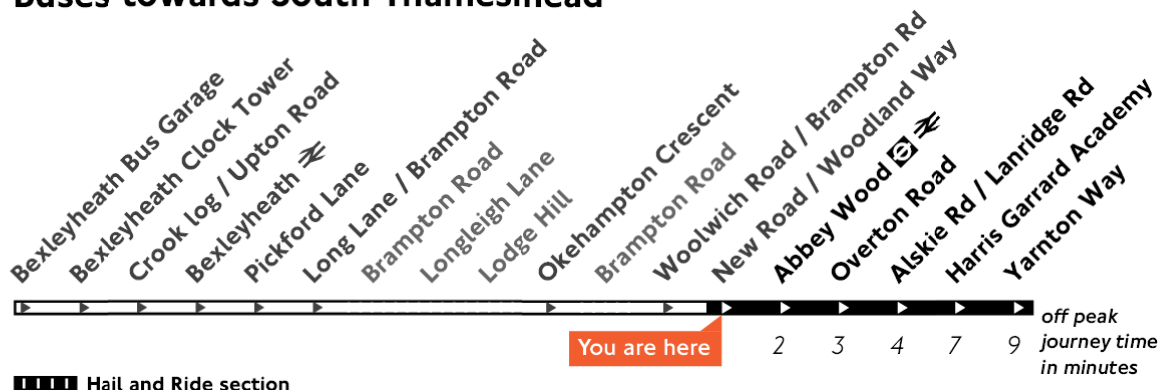 Buses towards South Thamesmead
Bexleyheath Bus Garage
Bexleyheath Clock Tower
Crook log / Upton Road
Bexleyheath
Pickford Lane
Long Lane / Brampton Road
Brampton Road
Longleigh Lane
Lodge Hill
Okehampton Crescent
Brampton Road
Woolwich Road / Brampton Rd
New Road / Woodland Way
Abbey Wood
Overton Road
Alskie Rd / Lanridge Rd
Harris Garrard Academy
Yarnton Way
You are here
2 3 4 7 9
off peak
journey time
in minutes
Hail and Ride section